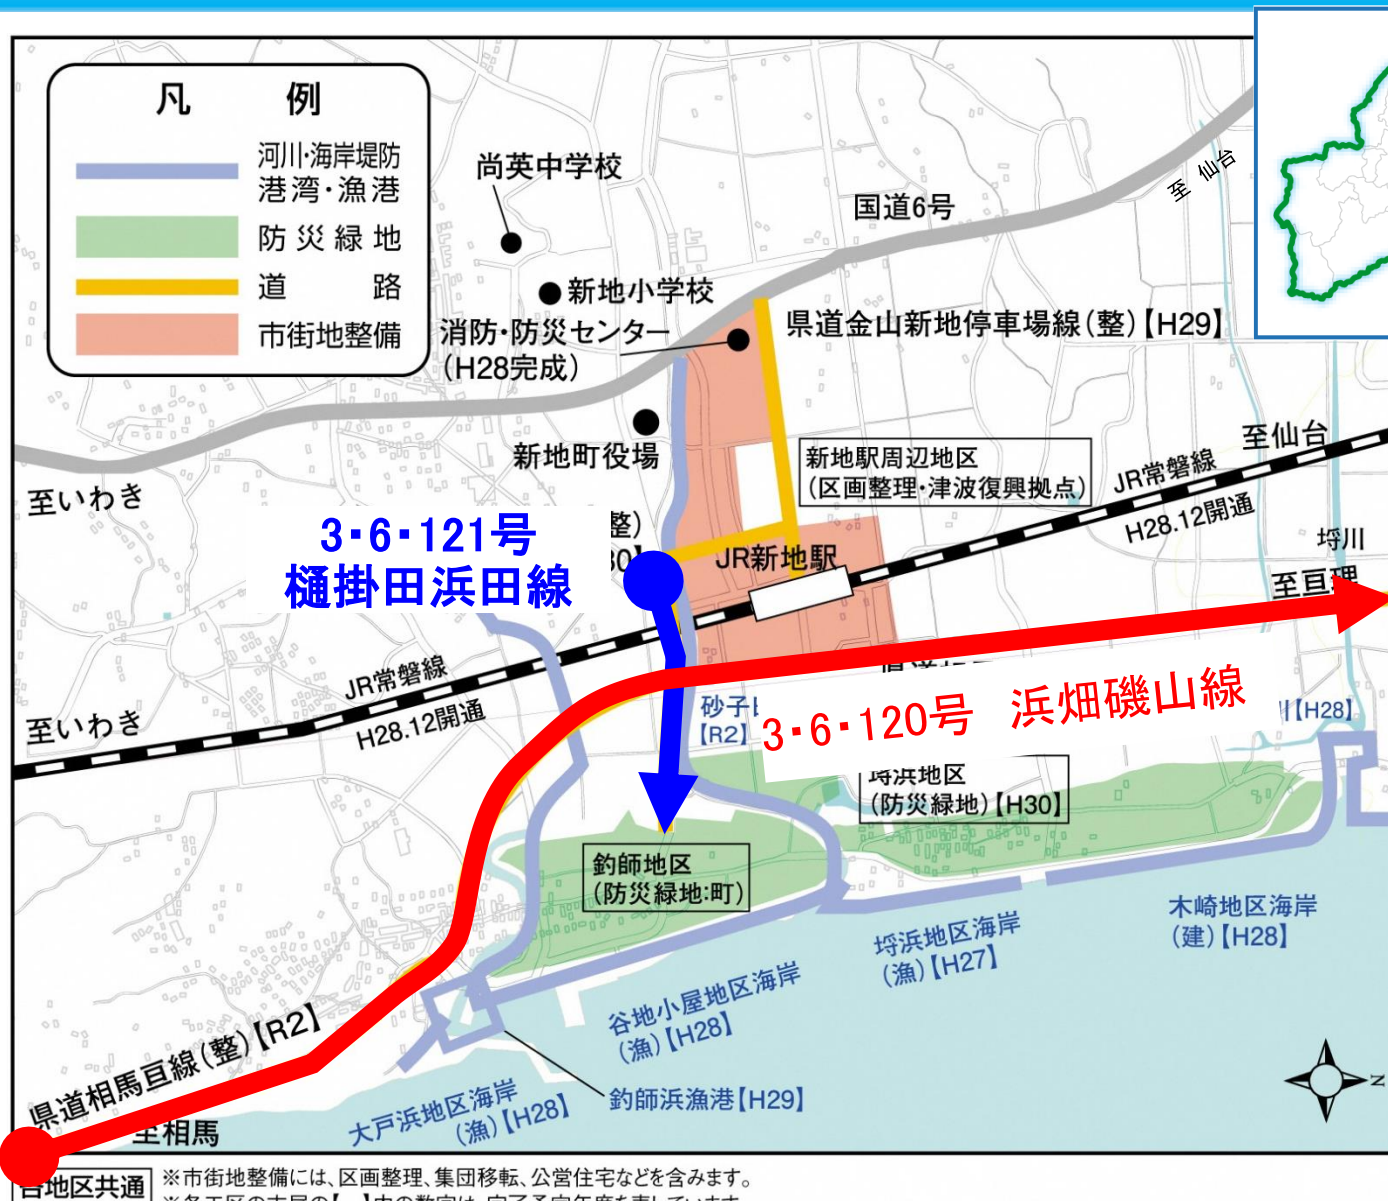 凡 例
河川・海岸堤防
港湾・漁港
防災緑地
道 路
市街地整備
尚英中学校
新地小学校
消防・防災センター
(H28完成)
国道6号
至 仙台
県道金山新地停車場線(整)【H29】
新地町役場
新地駅周辺地区
(区画整理・津波復興拠点)
至仙台
JR常磐線
H28.12開通
埒川
至亘理
至いわき
整)
3・6・121号
樋掛田浜田線
JR新地駅
JR常磐線
H28.12開通
至いわき
砂子
【R2】
3・6・120号 浜畑磯山線
【H28】
埒浜地区
(防災緑地)【H30】
釣師地区
(防災緑地:町)
木崎地区海岸
(建)【H28】
埒浜地区海岸
(漁)【H27】
谷地小屋地区海岸
(漁)【H28】
釣師浜漁港【H29】
大戸浜地区海岸
(漁)【H28】
県道相馬亘線(整)【R2】
至相馬
N
各地区共通
※市街地整備には、区画整理、集団移転、公営住宅などを含みます。